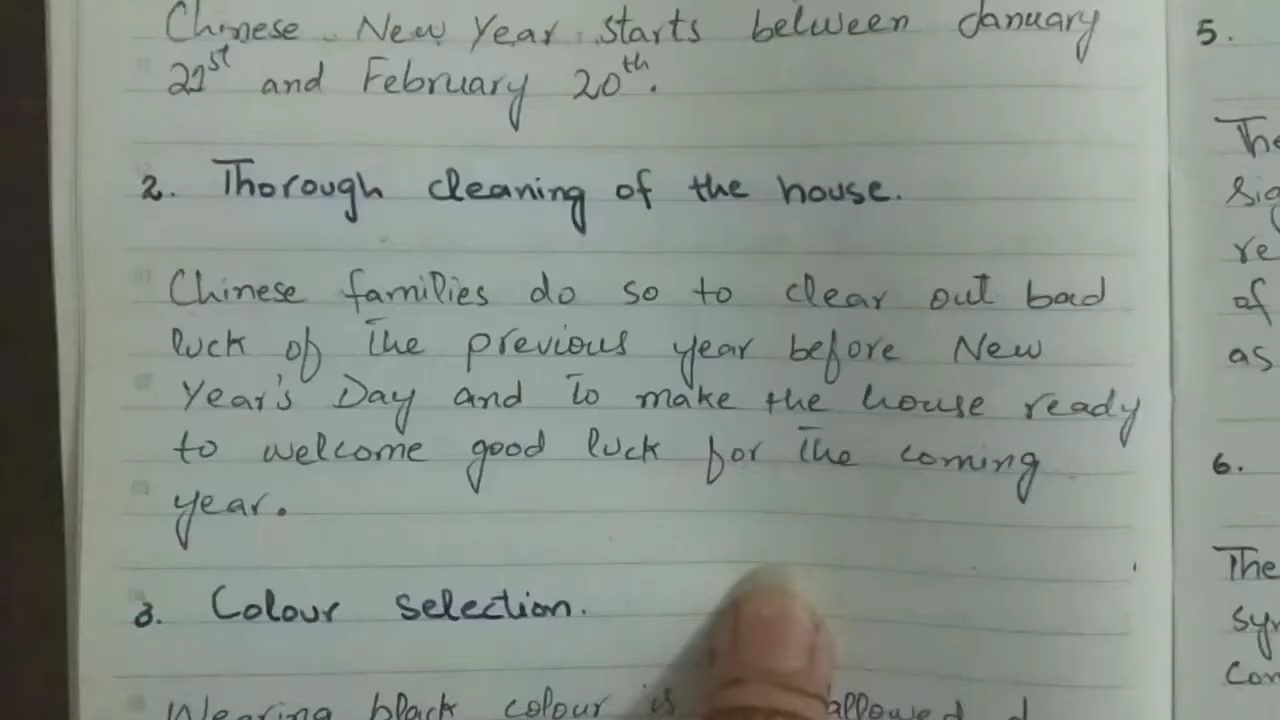 Chinese New Year starts between January
21st and February 20th.
2. Thorough cleaning of the house.
Chinese families do so to clear out bad
luck of the previous year before New
Year's Day and to make the house ready
to welcome good luck for the coming
year.
3. Colour selection.
Wearing black colour is allowed
5.
The
re
of
as
6.
The